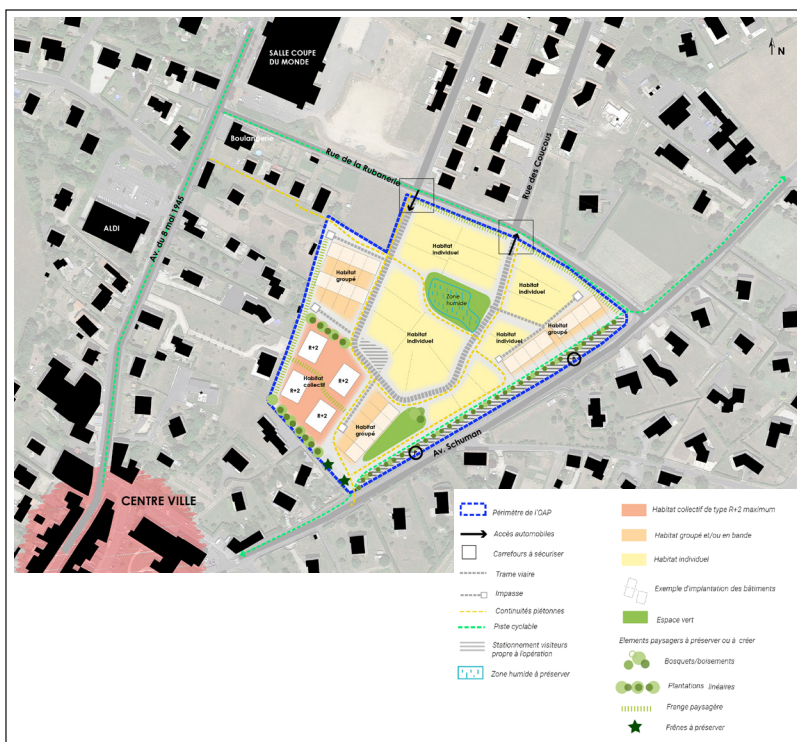 SALLE COUPE
DU MONDE
N
Boulangerie
Rue de la Rubanerie
Rue des Coucous
Av. du 8 mai 1945
ALDI
Habitat
individuel
Habitat
groupé
Zone
humide
Habitat
individuel
Habitat
individuel
Habitat
individuel
Habitat
groupé
R+2
R+2
Habitat
collectif
R+2
R+2
Habitat
groupé
Av. Schuman
CENTRE VILLE
Périmètre de l'OAP
Accès automobiles
Carrefours à sécuriser
Trame viaire
Impasse
Continuités piétonnes
Piste cyclable
Stationnement visiteurs
propre à l'opération
Zone humide à préserver
Habitat collectif de type R+2 maximum
Habitat groupé et/ou en bande
Habitat individuel
Exemple d'implantation des bâtiments
Espace vert
Elements paysagers à préserver ou à créer
Bosquets/boisements
Plantations linéaires
Frange paysagère
Frênes à préserver